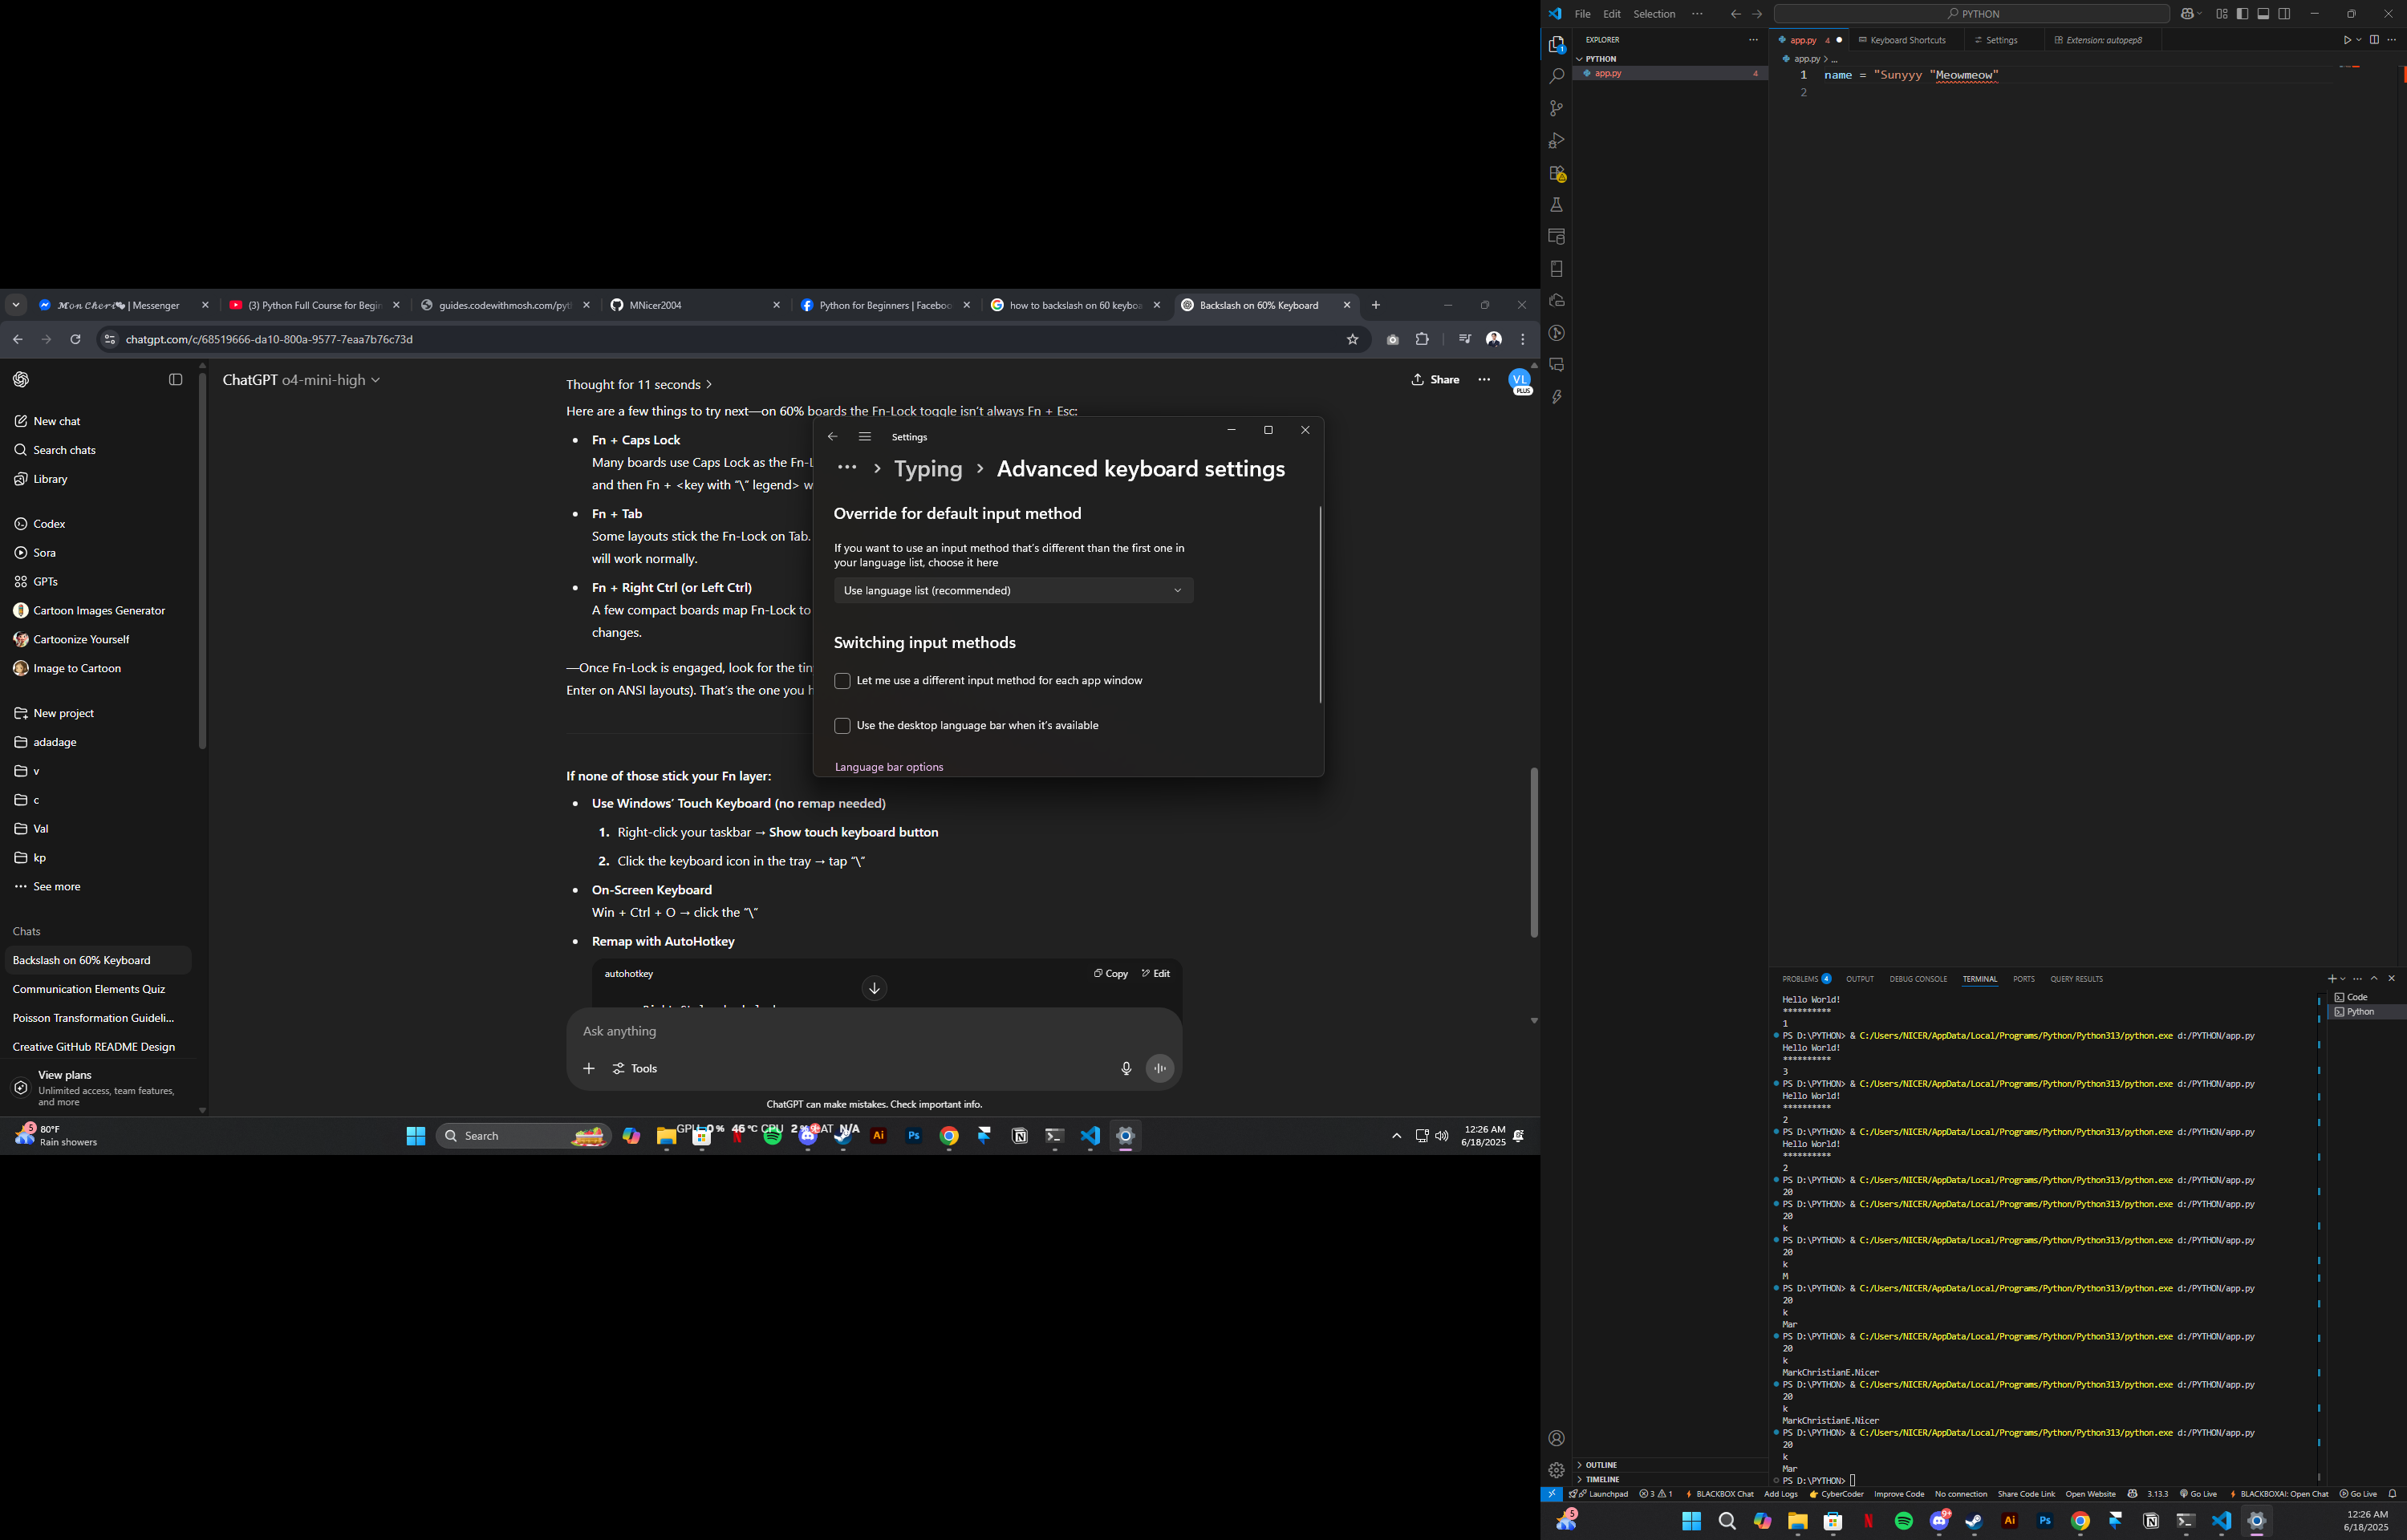 𝓜𝓸𝓷 𝓒𝓱𝓮𝓻𝓲 | Messenger
(3) Python Full Course for Begin
guides.codewithmosh.com/pyt
MNicer2004
Python for Beginners | Faceboo
how to backslash on 60 keyboa
Backslash on 60% Keyboard
chatgpt.com/c/68519666-da10-800a-9577-7eaa7b76c73d
ChatGPT o4-mini-high
Share
VL
PLUS
New chat
Search chats
Library
Codex
Sora
GPTs
Cartoon Images Generator
Cartoonize Yourself
Image to Cartoon
New project
adadage
v
c
Val
kp
See more
Chats
Backslash on 60% Keyboard
Communication Elements Quiz
Poisson Transformation Guideli...
Creative GitHub README Design
View plans
Unlimited access, team features,
and more
Thought for 11 seconds
Here are a few things to try next—on 60% boards the Fn-Lock toggle isn't always Fn + Esc:
Fn + Caps Lock
Many boards use Caps Lock as the Fn-L
and then Fn + <key with "\" legend> w
Fn + Tab
Some layouts stick the Fn-Lock on Tab.
will work normally.
Fn + Right Ctrl (or Left Ctrl)
A few compact boards map Fn-Lock to
changes.
—Once Fn-Lock is engaged, look for the tin
Enter on ANSI layouts). That's the one you h
If none of those stick your Fn layer:
Use Windows' Touch Keyboard (no remap needed)
1. Right-click your taskbar → Show touch keyboard button
2. Click the keyboard icon in the tray → tap "\"
On-Screen Keyboard
Win + Ctrl + O → click the "\"
Remap with AutoHotkey
autohotkey
Copy
Edit
Ask anything
Tools
ChatGPT can make mistakes. Check important info.
Settings
... > Typing > Advanced keyboard settings
Override for default input method
If you want to use an input method that's different than the first one in
your language list, choose it here
Use language list (recommended)
Switching input methods
Let me use a different input method for each app window
Use the desktop language bar when it's available
Language bar options
5
80°F
Rain showers
Search
GPU 0 % 46 °C CPU 2 % BAT N/A
12:26 AM
6/18/2025
File Edit Selection ...
PYTHON
EXPLORER
PYTHON
app.py 4
app.py 4
Keyboard Shortcuts
Settings
Extension: autopep8
app.py > ...
1 name = "Sunyyy "Meowmeow"
2
PROBLEMS 4 OUTPUT DEBUG CONSOLE TERMINAL PORTS QUERY RESULTS
Code
Python
Hello World!
**********
1
PS D:\PYTHON> & C:/Users/NICER/AppData/Local/Programs/Python/Python313/python.exe d:/PYTHON/app.py
Hello World!
**********
3
PS D:\PYTHON> & C:/Users/NICER/AppData/Local/Programs/Python/Python313/python.exe d:/PYTHON/app.py
Hello World!
**********
2
PS D:\PYTHON> & C:/Users/NICER/AppData/Local/Programs/Python/Python313/python.exe d:/PYTHON/app.py
Hello World!
**********
2
PS D:\PYTHON> & C:/Users/NICER/AppData/Local/Programs/Python/Python313/python.exe d:/PYTHON/app.py
20
PS D:\PYTHON> & C:/Users/NICER/AppData/Local/Programs/Python/Python313/python.exe d:/PYTHON/app.py
20
k
PS D:\PYTHON> & C:/Users/NICER/AppData/Local/Programs/Python/Python313/python.exe d:/PYTHON/app.py
20
k
M
PS D:\PYTHON> & C:/Users/NICER/AppData/Local/Programs/Python/Python313/python.exe d:/PYTHON/app.py
20
k
Mar
PS D:\PYTHON> & C:/Users/NICER/AppData/Local/Programs/Python/Python313/python.exe d:/PYTHON/app.py
20
k
MarkChristianE.Nicer
PS D:\PYTHON> & C:/Users/NICER/AppData/Local/Programs/Python/Python313/python.exe d:/PYTHON/app.py
20
k
MarkChristianE.Nicer
PS D:\PYTHON> & C:/Users/NICER/AppData/Local/Programs/Python/Python313/python.exe d:/PYTHON/app.py
20
k
Mar
PS D:\PYTHON>
OUTLINE
TIMELINE
Launchpad 3 1 BLACKBOX Chat Add Logs CyberCoder Improve Code No connection Share Code Link Open Website 3.13.3 Go Live BLACKBOXAI: Open Chat Go Live
5
12:26 AM
6/18/2025